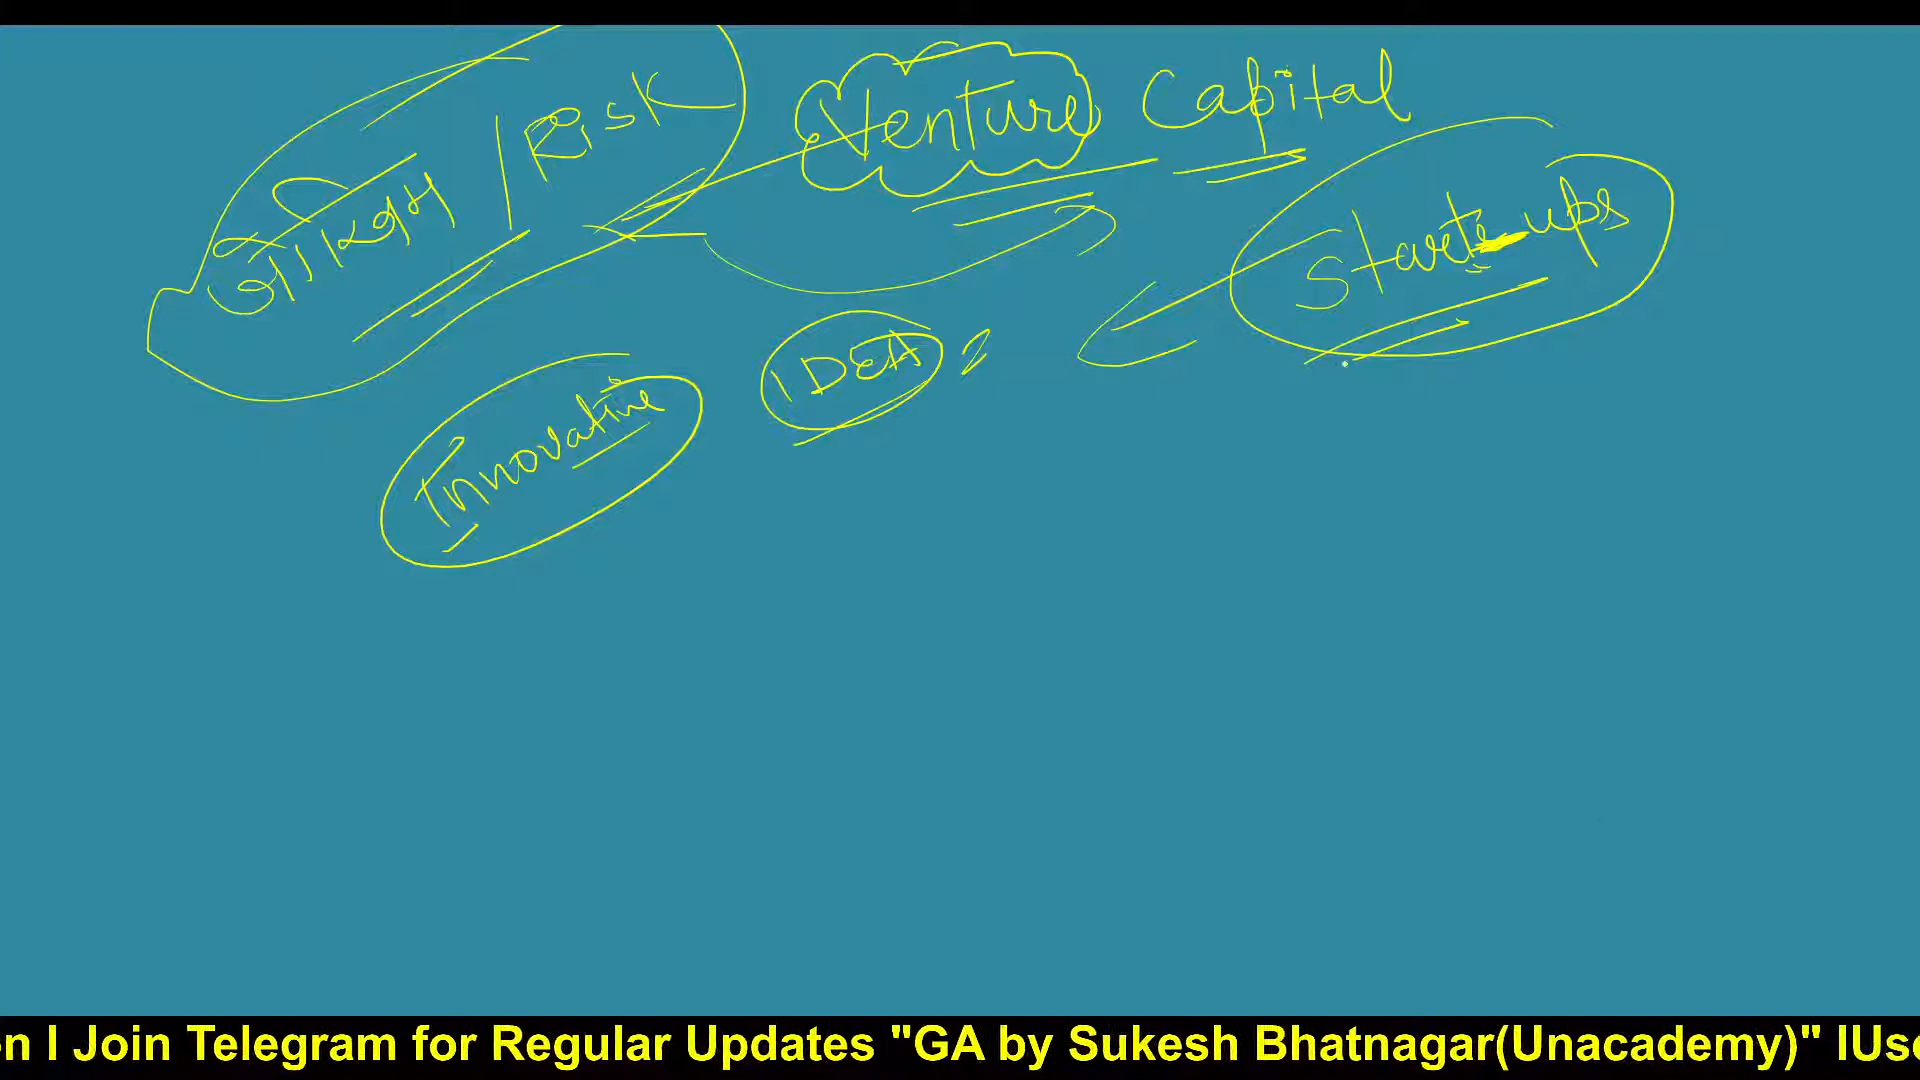 Venture Capital
जोखिम / Risk
Start-ups
IDEA
Innovative
n I Join Telegram for Regular Updates "GA by Sukesh Bhatnagar(Unacademy)" IUse